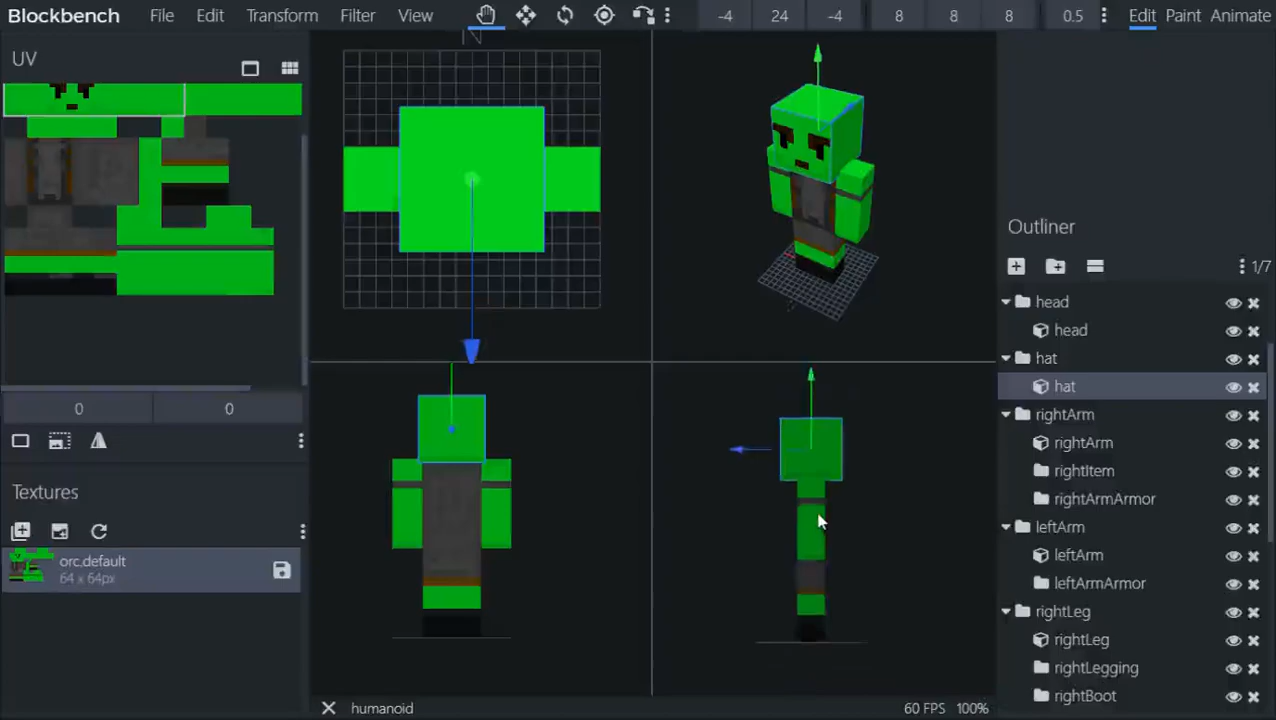 Blockbench File Edit Transform Filter View -4 24 -4 8 8 8 0.5 Edit Paint Animate
UV
N
0 0
Textures
orc.default
64 x 64px
Outliner
1/7
head
head
hat
hat
rightArm
rightArm
rightItem
rightArmArmor
leftArm
leftArm
leftArmArmor
rightLeg
rightLeg
rightLegging
rightBoot
humanoid 60 FPS 100%